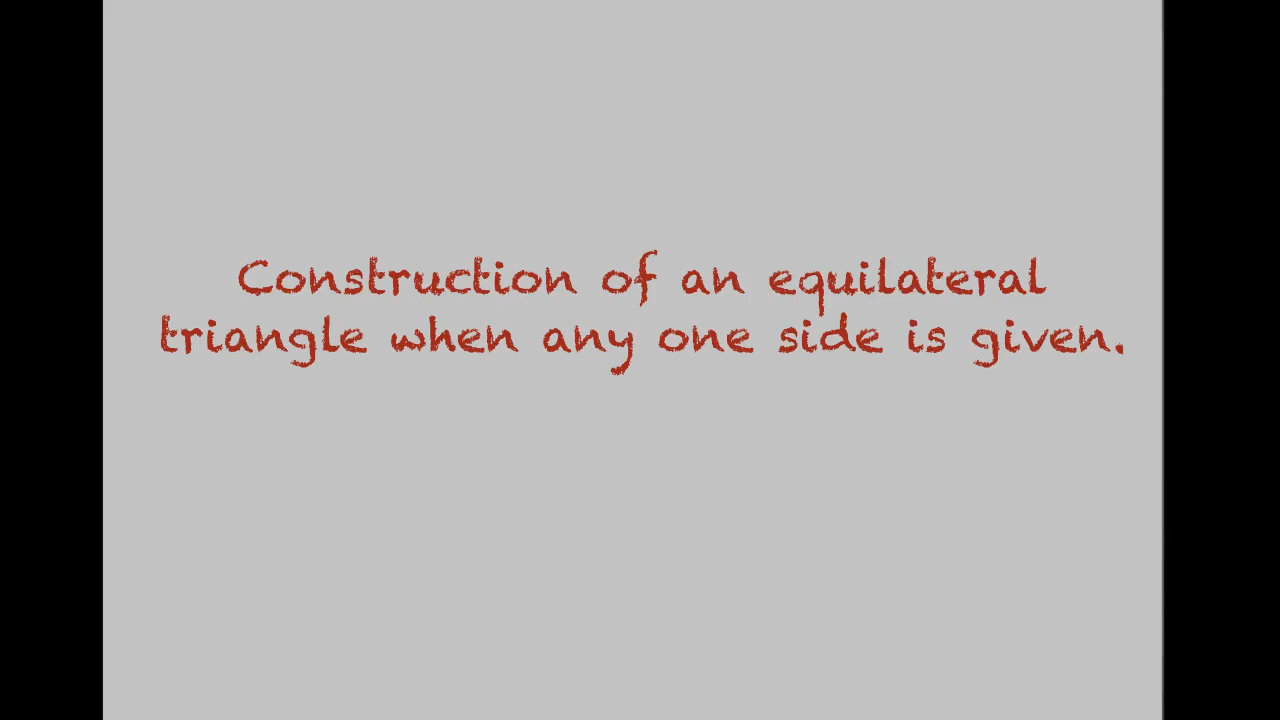 Construction of an equilateral
triangle when any one side is given.